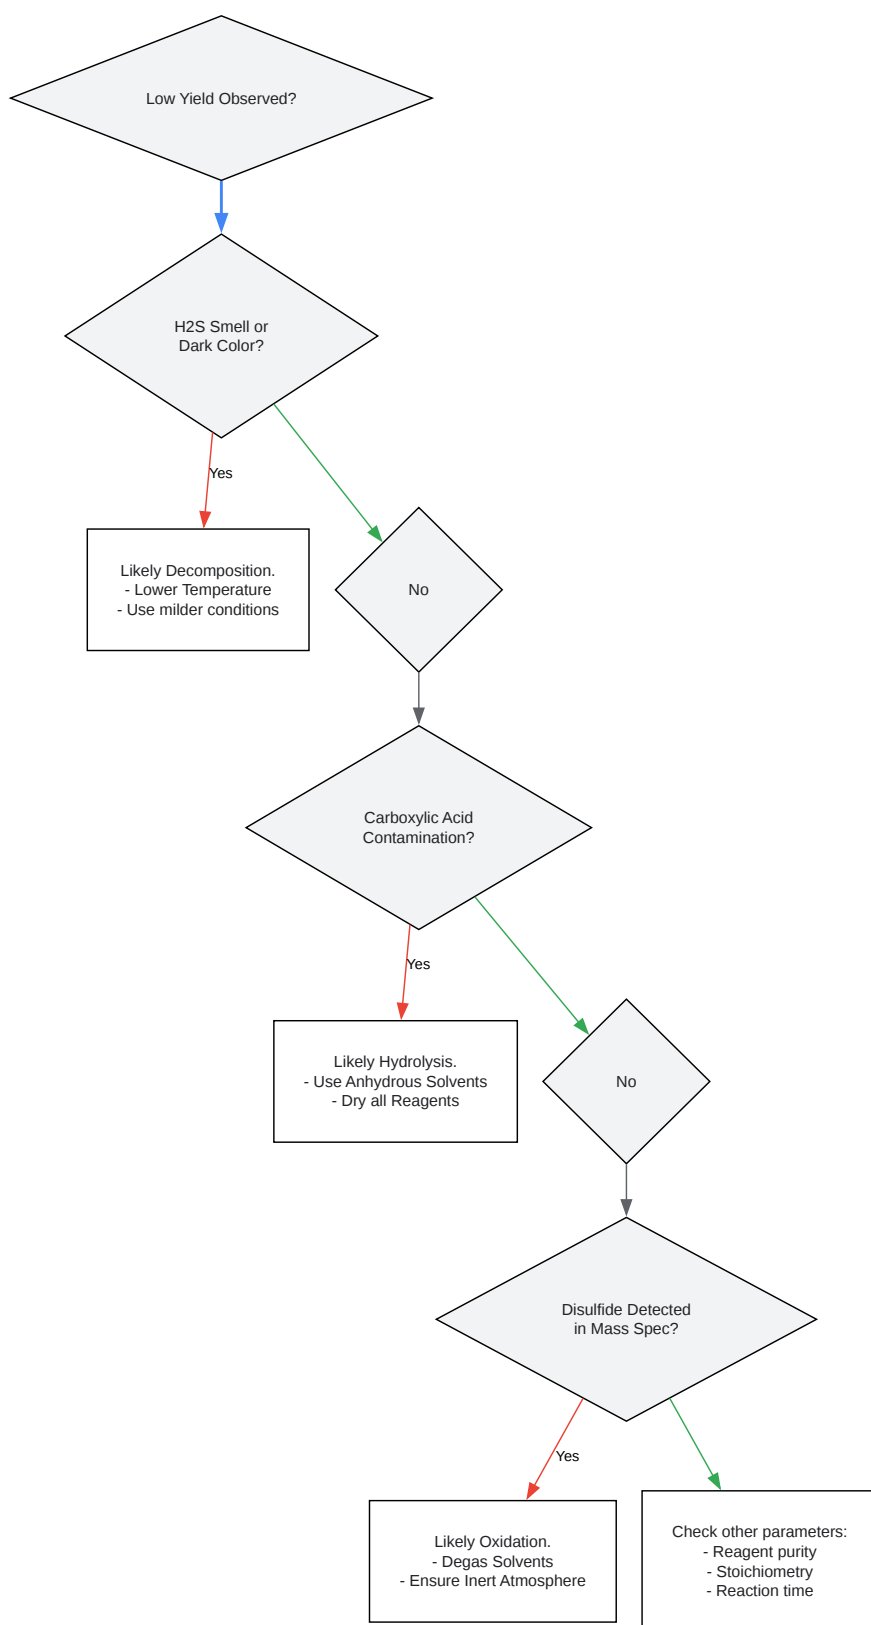 Low Yield Observed?
H2S Smell or
Dark Color?
Yes
Likely Decomposition.
- Lower Temperature
- Use milder conditions
No
Carboxylic Acid
Contamination?
Yes
Likely Hydrolysis.
- Use Anhydrous Solvents
- Dry all Reagents
No
Disulfide Detected
in Mass Spec?
Yes
Likely Oxidation.
- Degas Solvents
- Ensure Inert Atmosphere
Check other parameters:
- Reagent purity
- Stoichiometry
- Reaction time